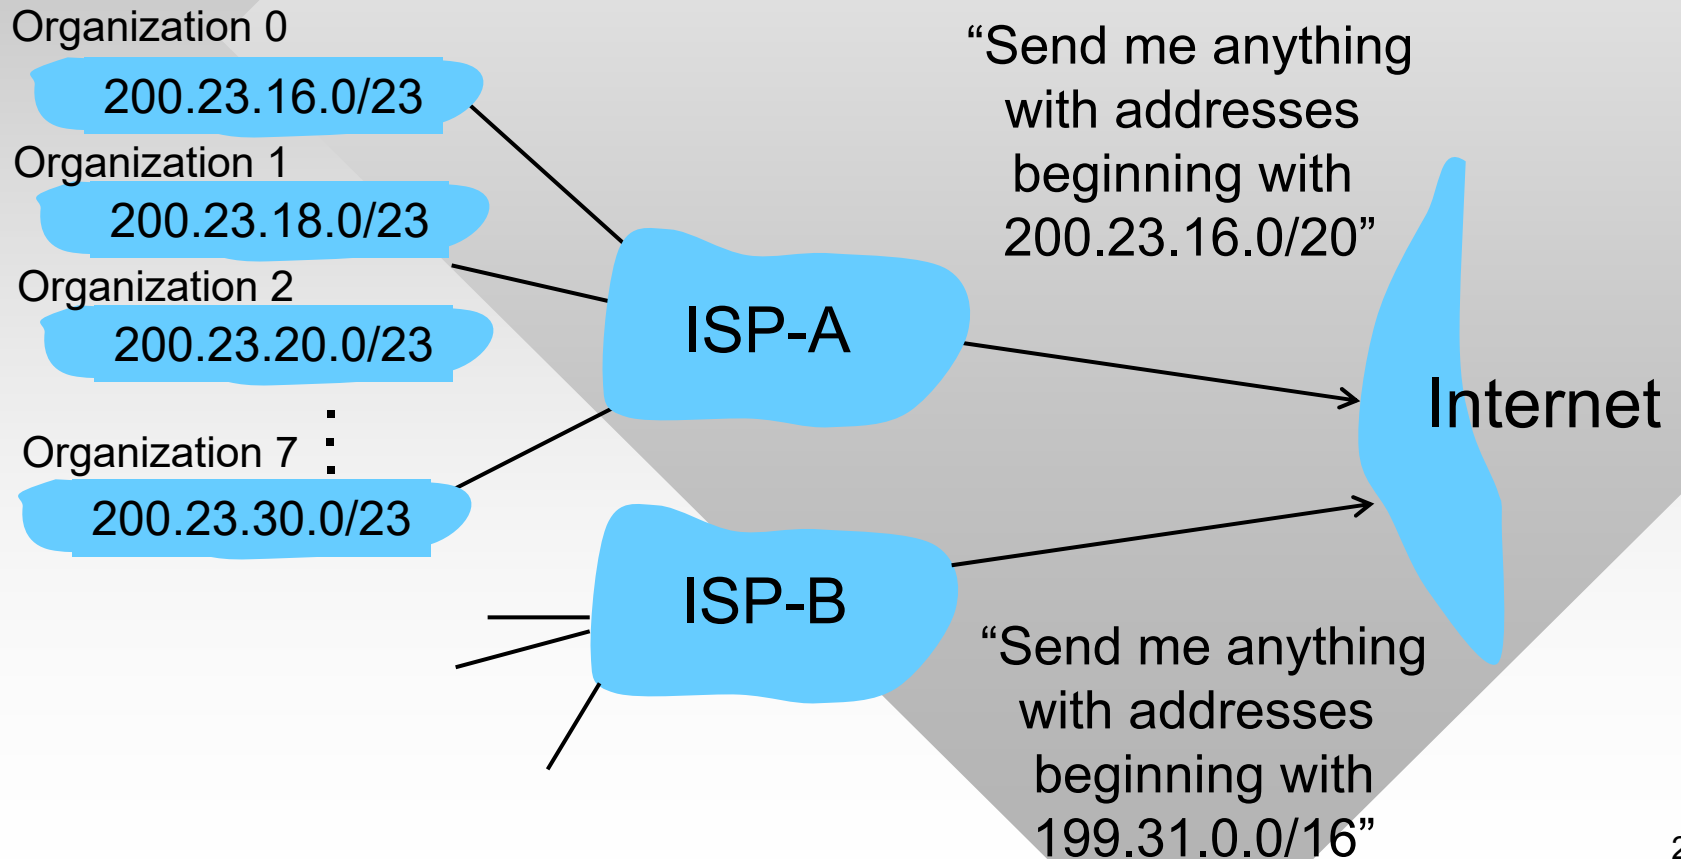 Organization 0
200.23.16.0/23
Organization 1
200.23.18.0/23
Organization 2
200.23.20.0/23
Organization 7
200.23.30.0/23
ISP-A
ISP-B
“Send me anything
with addresses
beginning with
200.23.16.0/20”
Internet
“Send me anything
with addresses
beginning with
199.31.0.0/16”
2